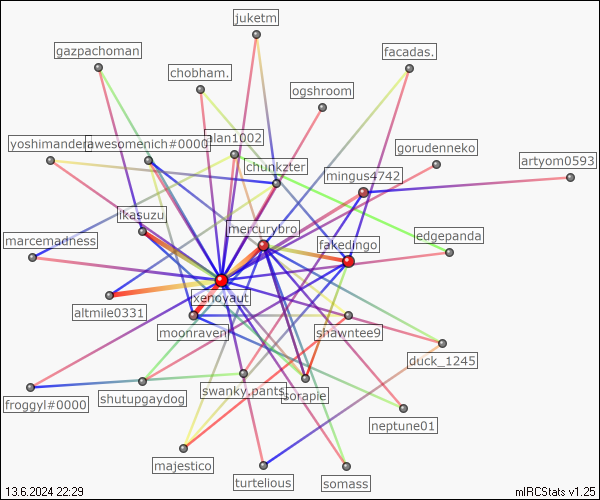 juketm
gazpachoman
facadas.
chobham.
ogshroom
alan1002
yoshimander
awesomenich#0000
gorudenneko
chunkzter
artyom0593
mingus4742
ikasuzu
mercurybro
edgepanda
marcemadness
fakedingo
xenoyaut
altmile0331
moonraven
shawntee9
duck_1245
swanky.pants
sorapie
froggyl#0000
shutupgaydog
neptune01
majestico
turtelious
somass
13.6.2024 22:29
mIRCStats v1.25